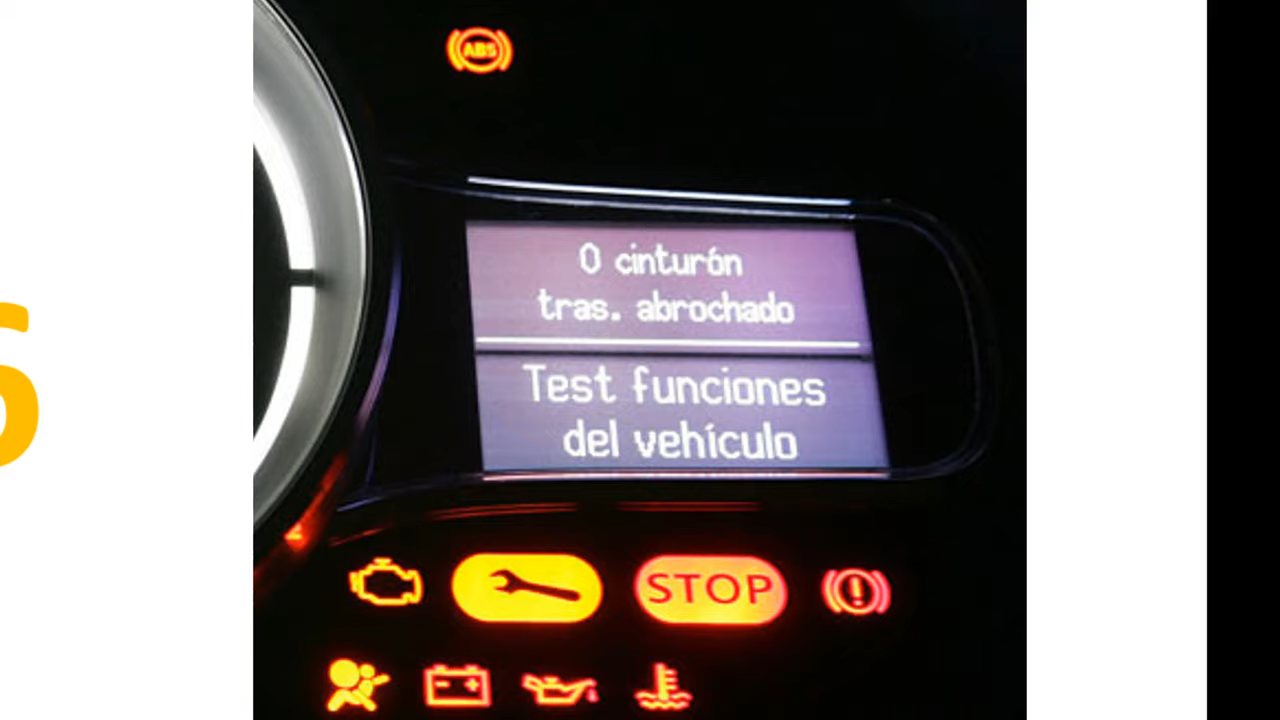 ABS
0 cinturón
tras. abrochado
Test funciones
del vehículo
STOP